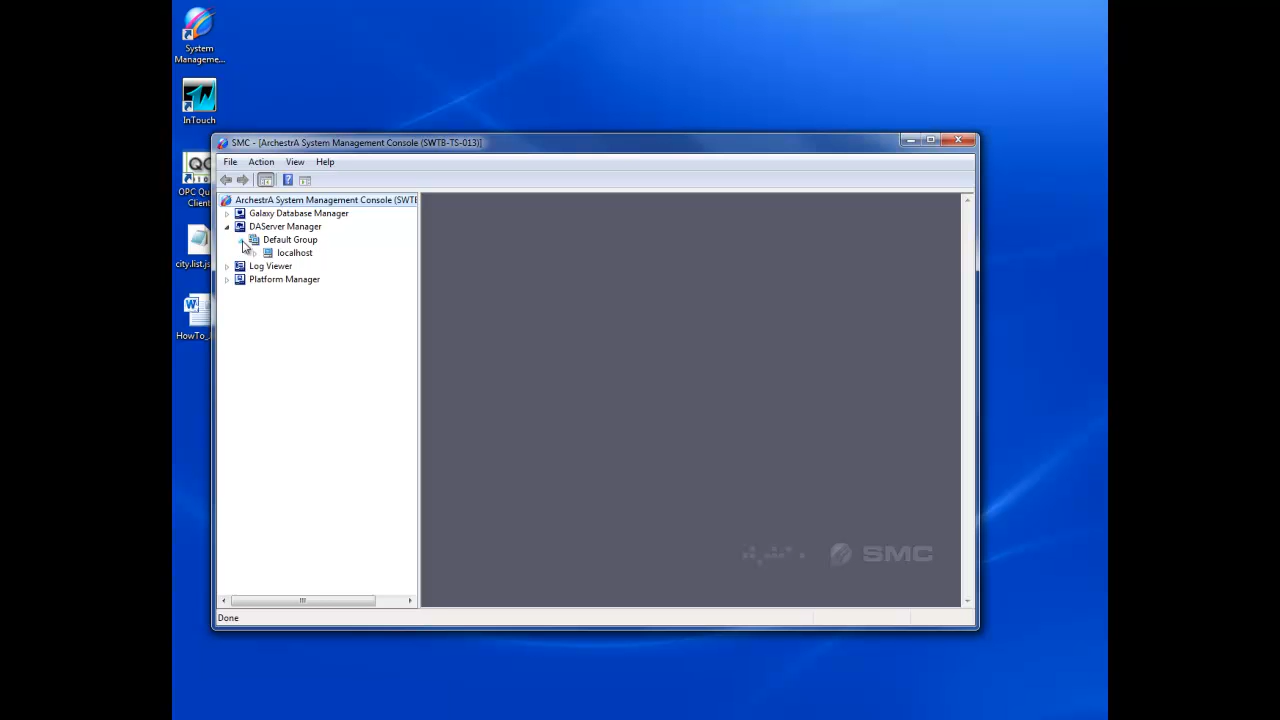 System
Manageme...
InTouch
OPC Qu
Client
city.list.js
HowTo_
SMC - [ArchestrA System Management Console (SWTB-TS-013)]
File Action View Help
ArchestrA System Management Console (SWTB
Galaxy Database Manager
DAServer Manager
Default Group
localhost
Log Viewer
Platform Manager
SMC
Done